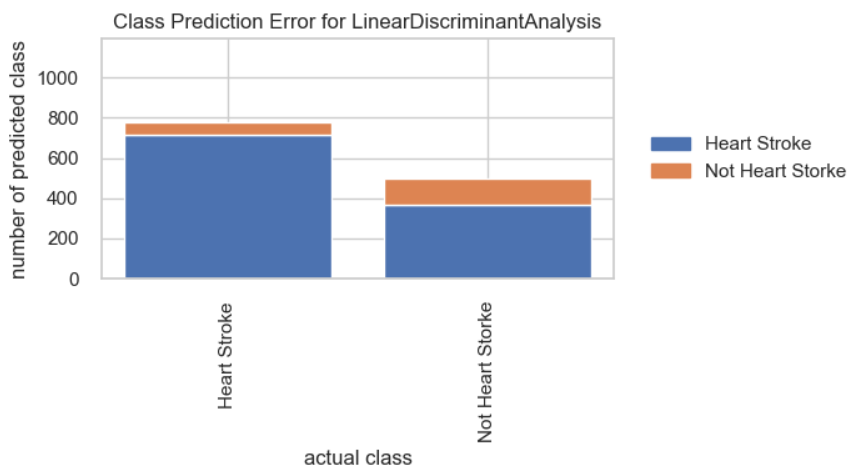 Class Prediction Error for LinearDiscriminantAnalysis
number of predicted class
1000
800
600
400
200
0
Heart Stroke
Not Heart Storke
actual class
Heart Stroke
Not Heart Storke